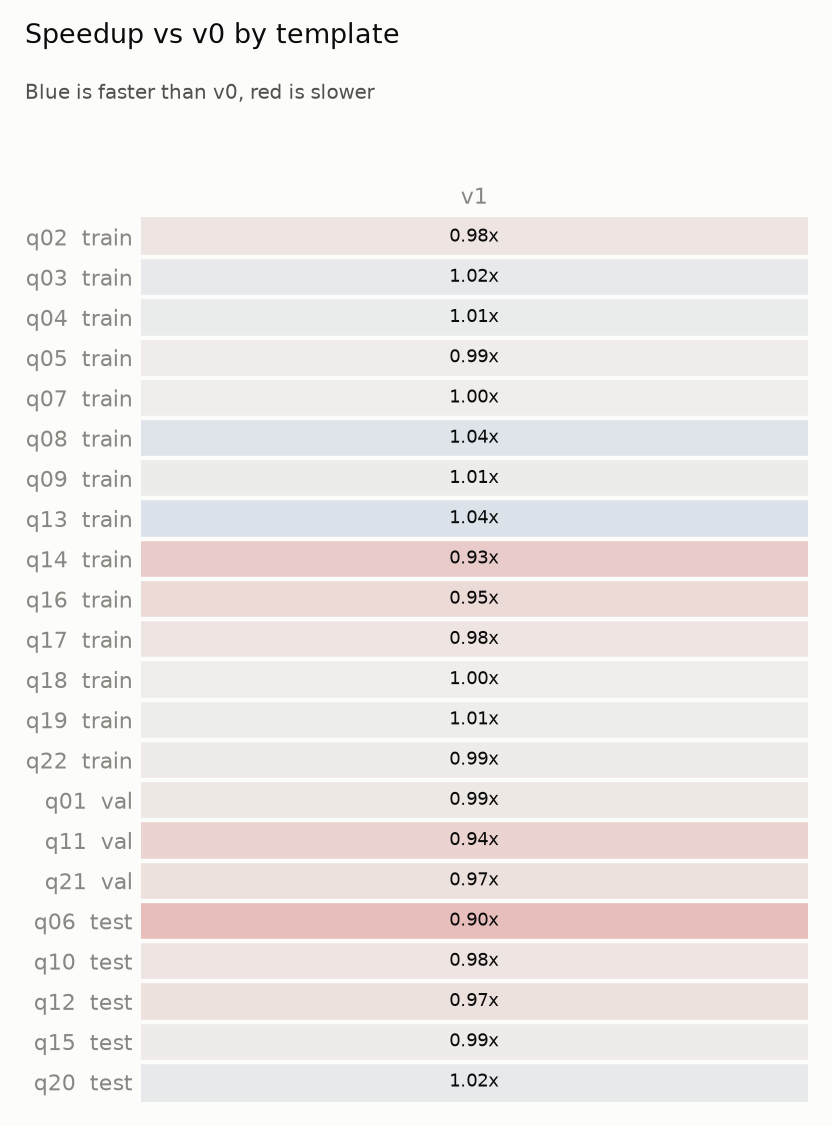 Speedup vs v0 by template
Blue is faster than v0, red is slower
v1
q02 train 0.98x
q03 train 1.02x
q04 train 1.01x
q05 train 0.99x
q07 train 1.00x
q08 train 1.04x
q09 train 1.01x
q13 train 1.04x
q14 train 0.93x
q16 train 0.95x
q17 train 0.98x
q18 train 1.00x
q19 train 1.01x
q22 train 0.99x
q01 val 0.99x
q11 val 0.94x
q21 val 0.97x
q06 test 0.90x
q10 test 0.98x
q12 test 0.97x
q15 test 0.99x
q20 test 1.02x